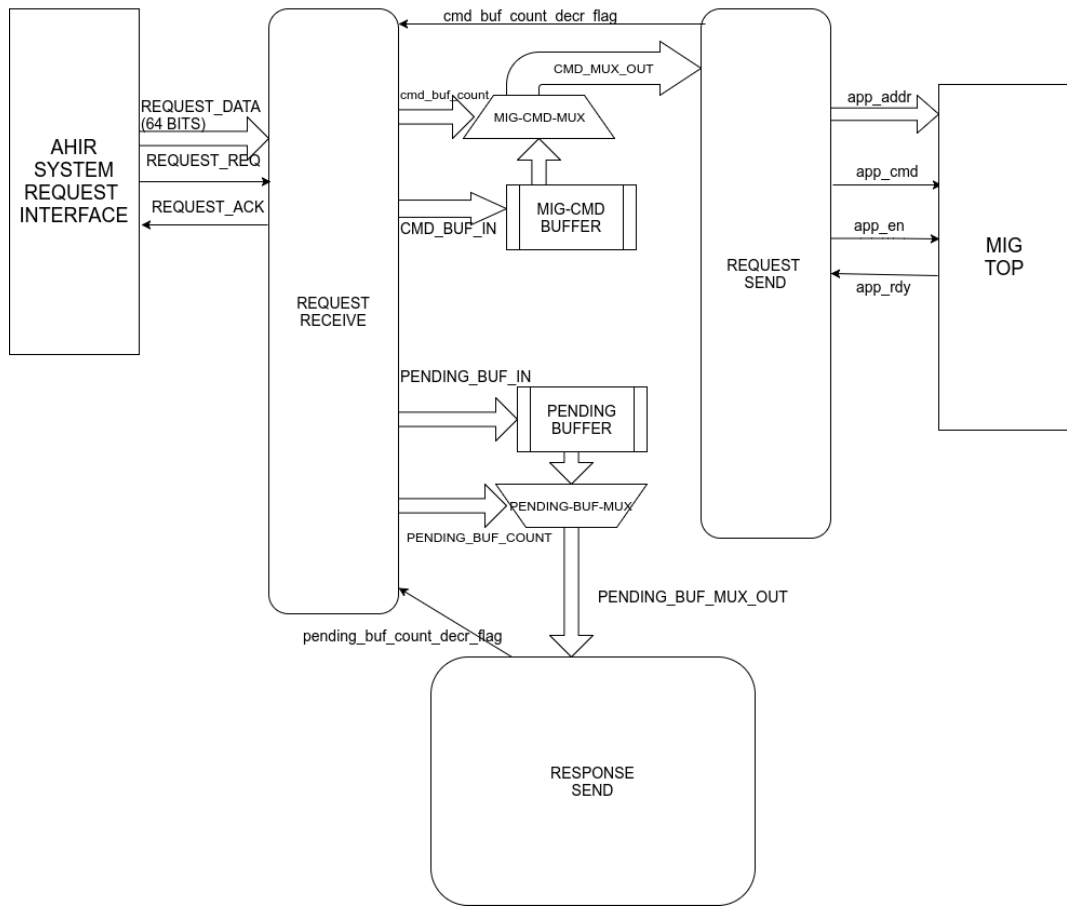 cmd_buf_count_decr_flag
CMD_MUX_OUT
AHIR
SYSTEM
REQUEST
INTERFACE
REQUEST_DATA
(64 BITS)
REQUEST_REQ
REQUEST_ACK
REQUEST
RECEIVE
cmd_buf_count
MIG-CMD-MUX
CMD_BUF_IN
MIG-CMD
BUFFER
REQUEST
SEND
app_addr
app_cmd
app_en
app_rdy
MIG
TOP
PENDING_BUF_IN
PENDING
BUFFER
PENDING-BUF-MUX
PENDING_BUF_COUNT
PENDING_BUF_MUX_OUT
pending_buf_count_decr_flag
RESPONSE
SEND